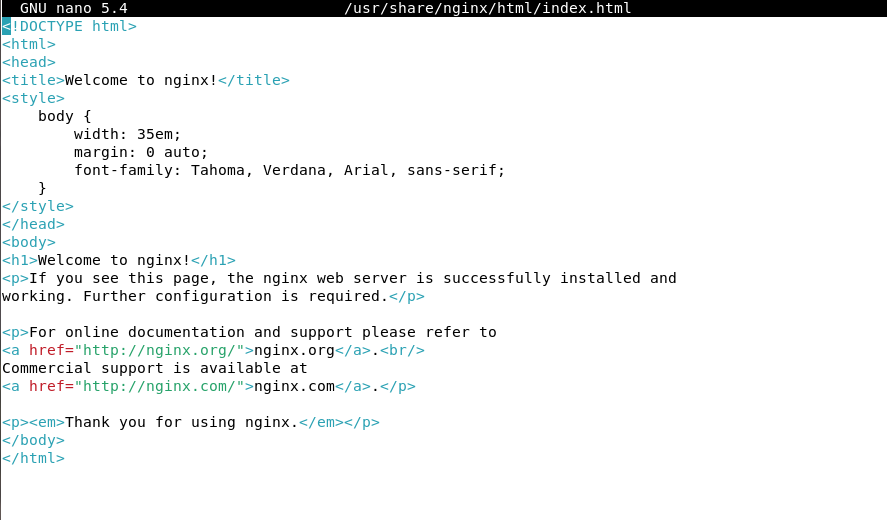 GNU nano 5.4 /usr/share/nginx/html/index.html
<!DOCTYPE html>
<html>
<head>
<title>Welcome to nginx!</title>
<style>
    body {
        width: 35em;
        margin: 0 auto;
        font-family: Tahoma, Verdana, Arial, sans-serif;
    }
</style>
</head>
<body>
<h1>Welcome to nginx!</h1>
<p>If you see this page, the nginx web server is successfully installed and
working. Further configuration is required.</p>

<p>For online documentation and support please refer to
<a href="http://nginx.org/">nginx.org</a>.<br/>
Commercial support is available at
<a href="http://nginx.com/">nginx.com</a>.</p>

<p><em>Thank you for using nginx.</em></p>
</body>
</html>